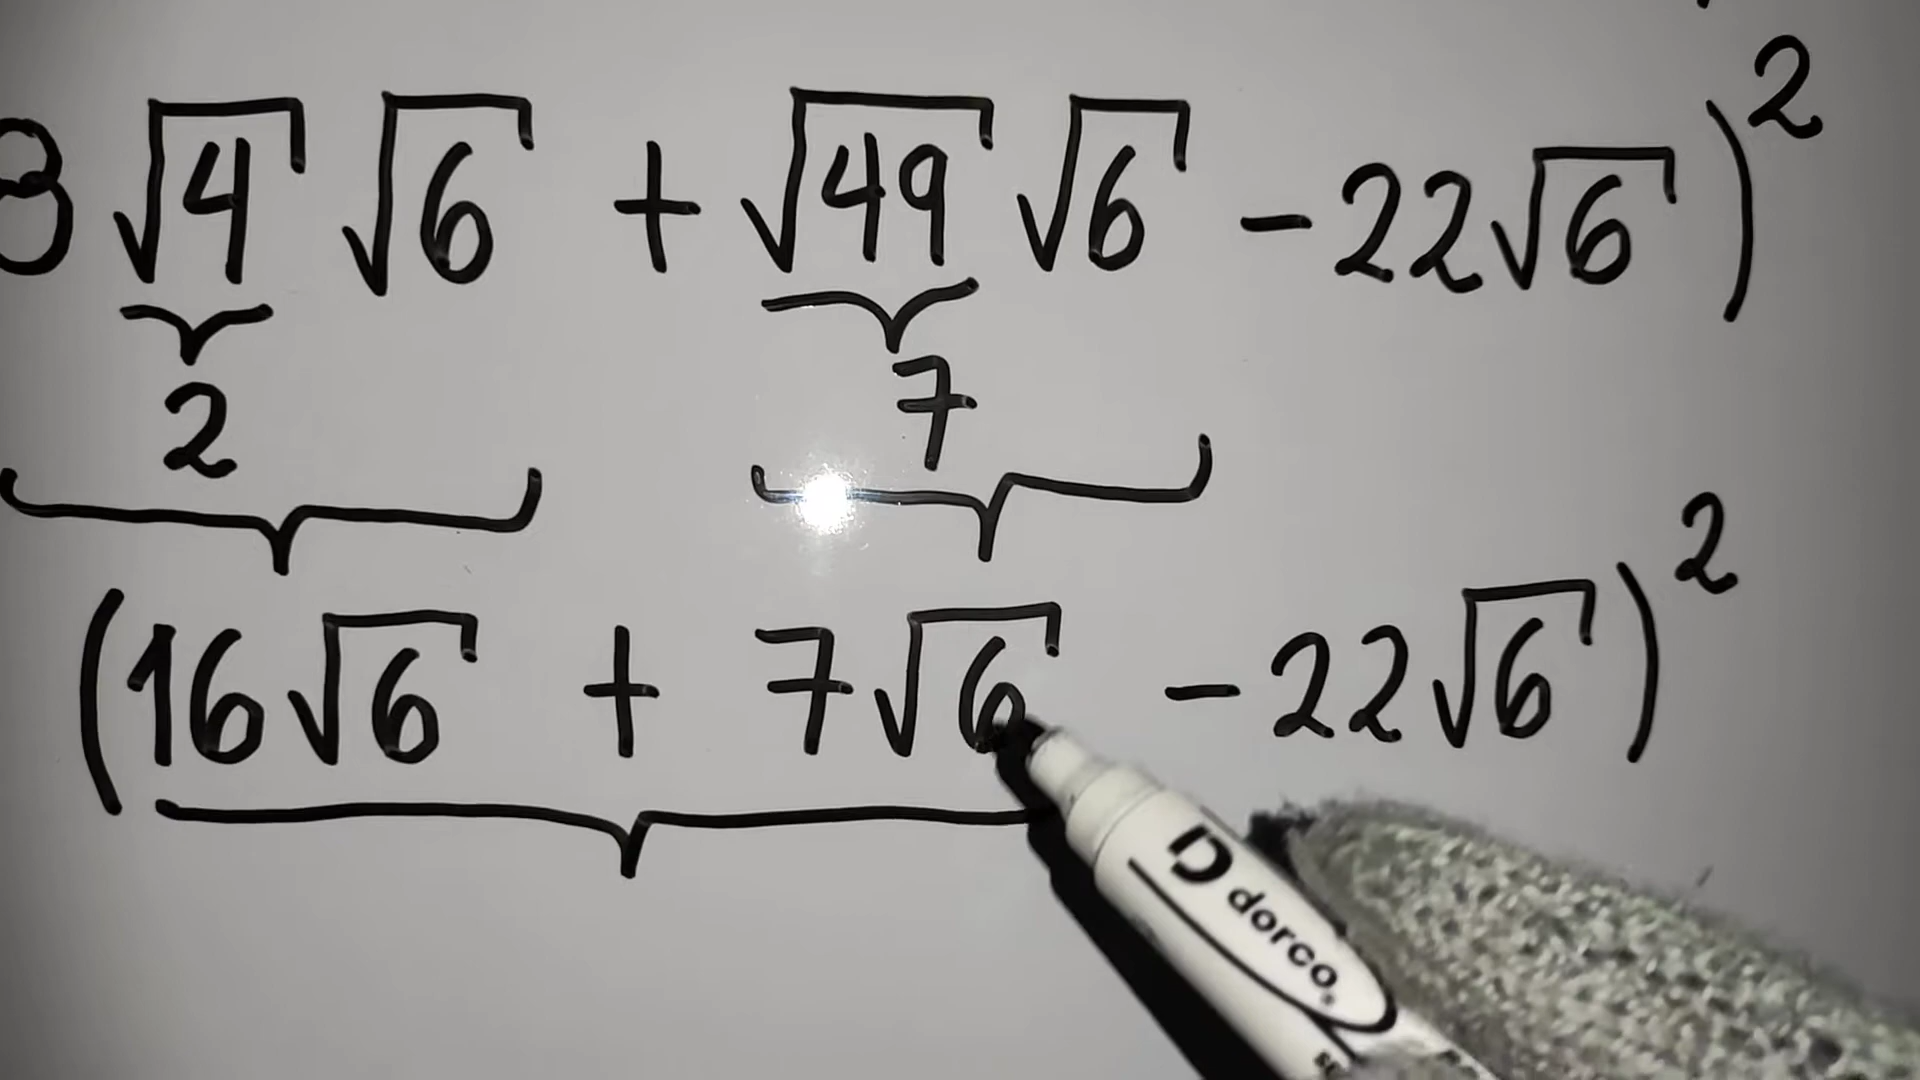 8√4 √6 + √49 √6 - 22√6)²
2 7
(16√6 + 7√6 - 22√6)²
D dorco